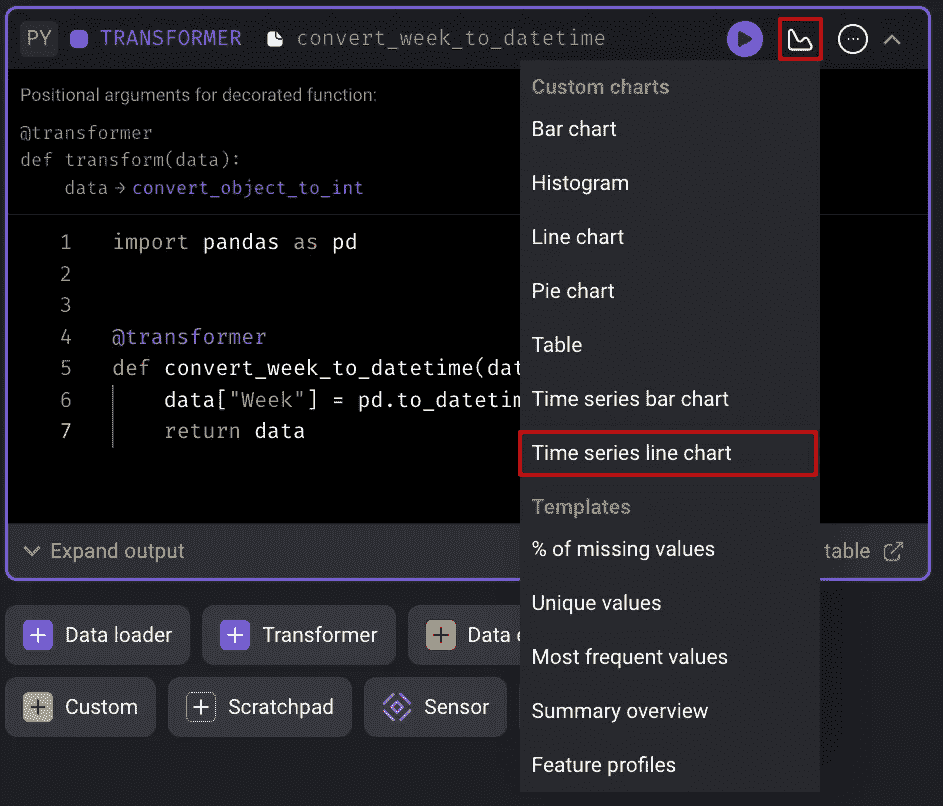 PY TRANSFORMER convert_week_to_datetime
Positional arguments for decorated function:
@transformer
def transform(data):
data → convert_object_to_int
1 import pandas as pd
2
3
4 @transformer
5 def convert_week_to_datetime(dat
6 data["Week"] = pd.to_datetim
7 return data
Expand output
table
Custom charts
Bar chart
Histogram
Line chart
Pie chart
Table
Time series bar chart
Time series line chart
Templates
% of missing values
Unique values
Most frequent values
Summary overview
Feature profiles
+ Data loader + Transformer + Data e
+ Custom + Scratchpad Sensor